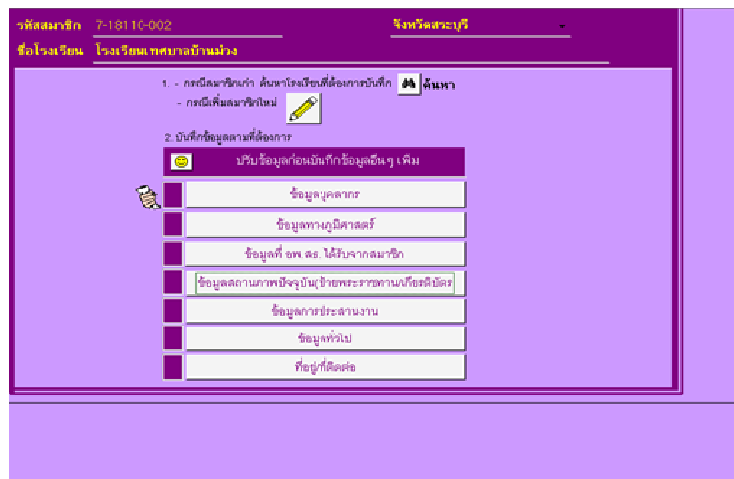 รหัสสมาชิก 7-18110-002 จังหวัดสระบุรี
ชื่อโรงเรียน โรงเรียนเทศบาลบ้านม่วง
1. - กรณีสมาชิกเก่า ค้นหาโรงเรียนที่ต้องการบันทึก ค้นหา
- กรณีเพิ่มสมาชิกใหม่
2. บันทึกข้อมูลตามที่ต้องการ
ปรับข้อมูลก่อนบันทึกข้อมูลอื่นๆ เพิ่ม
ข้อมูลบุคลากร
ข้อมูลทางภูมิศาสตร์
ข้อมูลที่ อพ.สธ. ได้รับจากสมาชิก
ข้อมูลสถานภาพปัจจุบัน(ป้ายพระราชทาน/เกียรติบัตร
ข้อมูลการประสานงาน
ข้อมูลทั่วไป
ที่อยู่ที่ติดต่อ